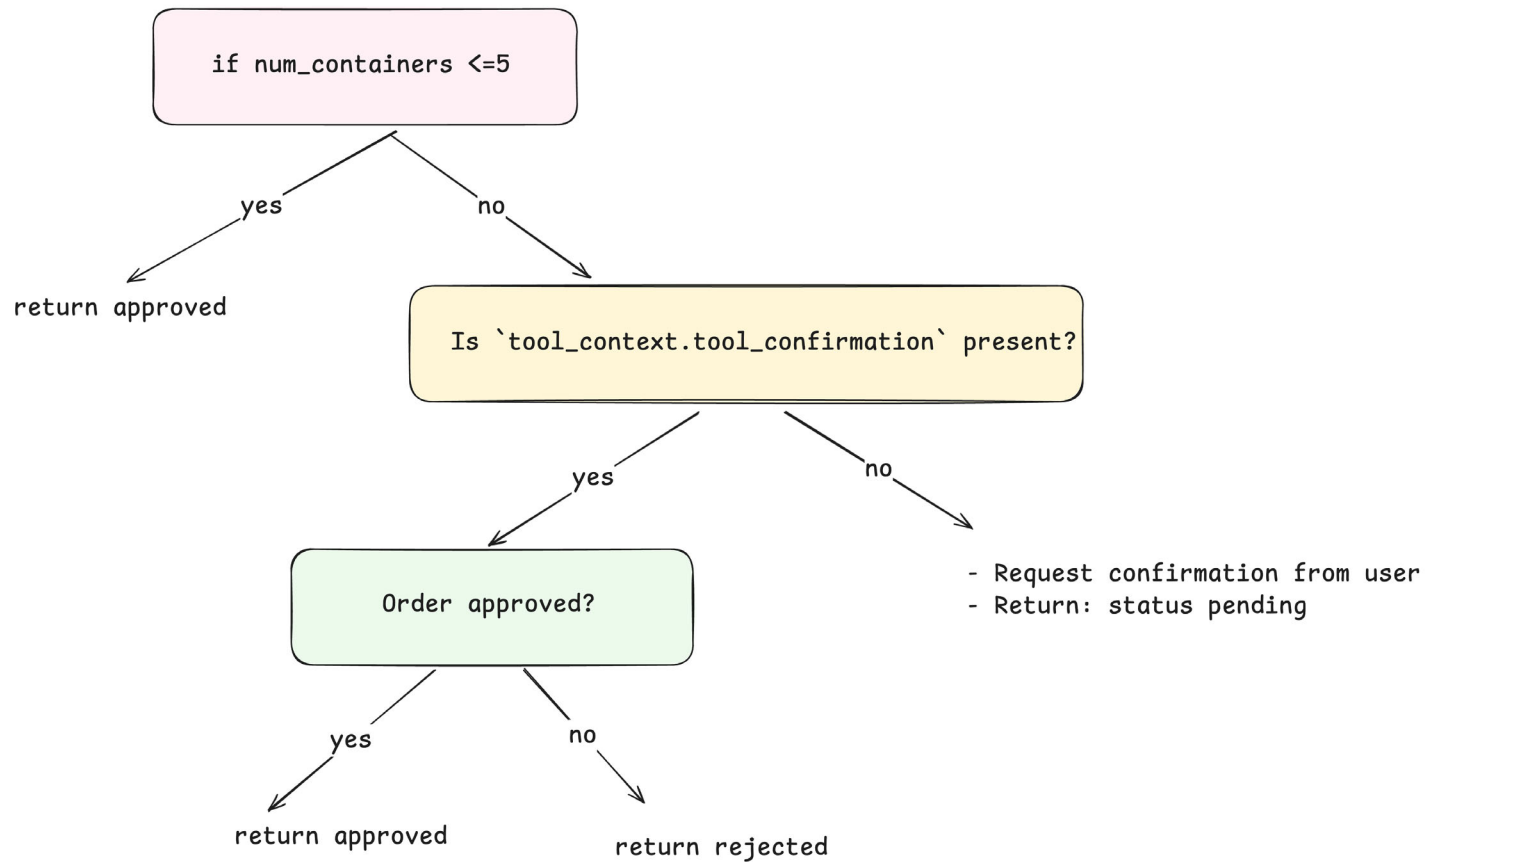 if num_containers <=5
yes
no
return approved
Is `tool_context.tool_confirmation` present?
yes
no
- Request confirmation from user
- Return: status pending
Order approved?
yes
no
return approved
return rejected